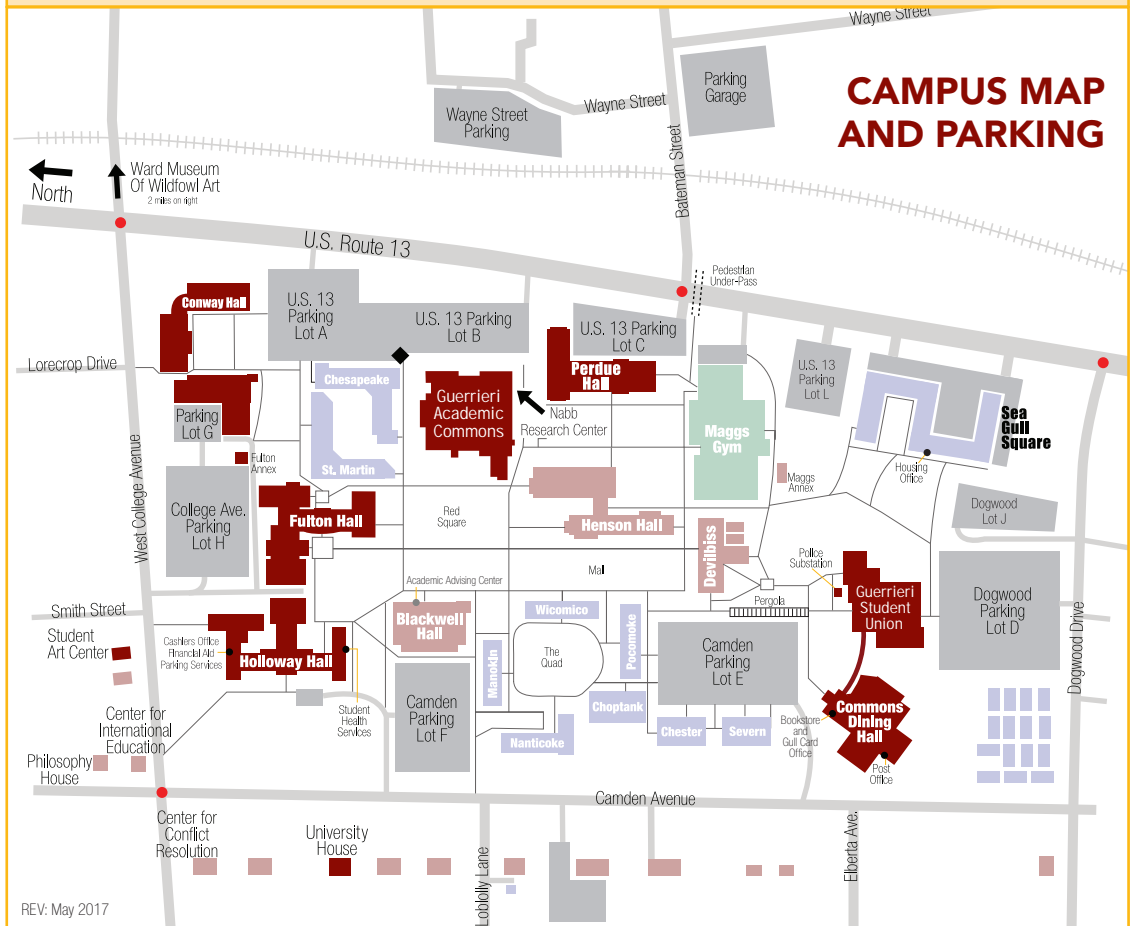 Wayne Street
CAMPUS MAP
AND PARKING
Parking
Garage
Wayne Street
Wayne Street
Parking
Bateman Street
North
Ward Museum
Of Wildfowl Art
2 miles on right
U.S. Route 13
Pedestrian
Under-Pass
Conway Hall
U.S. 13
Parking
Lot A
U.S. 13 Parking
Lot B
U.S. 13 Parking
Lot C
Lorecrop Drive
Chesapeake
Perdue
Hall
U.S. 13
Parking
Lot L
Guerrieri
Academic
Commons
Nabb
Research Center
Parking
Lot G
Maggs
Gym
Sea
Gull
Square
Housing
Office
Fulton
Annex
St. Martin
Maggs
Annex
West College Avenue
College Ave.
Parking
Lot H
Fulton Hall
Red
Square
Henson Hall
Dogwood
Lot J
Devilbiss
Mall
Police
Substation
Academic Advising Center
Pergola
Guerrieri
Student
Union
Dogwood
Parking
Lot D
Dogwood Drive
Smith Street
Student
Art Center
Blackwell
Hall
Wicomico
Pocomoke
Cashiers Office
Financial Aid
Parking Services
Holloway Hall
Manokin
The
Quad
Camden
Parking
Lot E
Camden
Parking
Lot F
Choptank
Student
Health
Services
Center for
International
Education
Nanticoke
Chester
Severn
Bookstore
and
Gull Card
Office
Commons
Dining
Hall
Post
Office
Philosophy
House
Camden Avenue
Center for
Conflict
Resolution
University
House
Loblolly Lane
Elberta Ave.
REV: May 2017